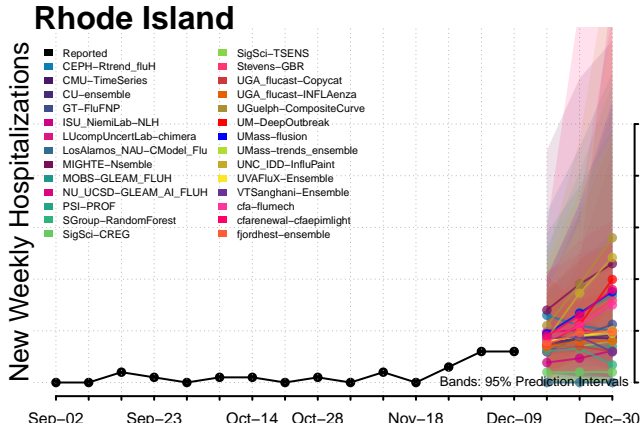 Rhode Island
New Weekly Hospitalizations
Reported
CEPH-Rtrend_fluH
CMU-TimeSeries
CU-ensemble
GT-FluFNP
ISU_NiemiLab-NLH
LUcompUncertLab-chimera
LosAlamos_NAU-CModel_Flu
MIGHTE-Nsemble
MOBS-GLEAM_FLUH
NU_UCSD-GLEAM_AI_FLUH
PSI-PROF
SGroup-RandomForest
SigSci-CREG
SigSci-TSENS
Stevens-GBR
UGA_flucast-Copycat
UGA_flucast-INFLAenza
UGuelph-CompositeCurve
UM-DeepOutbreak
UMass-fusion
UMass-trends_ensemble
UNC_IDD-InfluPaint
UVAFluX-Ensemble
VTSanghani-Ensemble
cfa-flumech
cfarenewal-cfaepimlight
fjordhest-ensemble
Bands: 95% Prediction Intervals
Sep-02 Sep-23 Oct-14 Oct-28 Nov-18 Dec-09 Dec-30